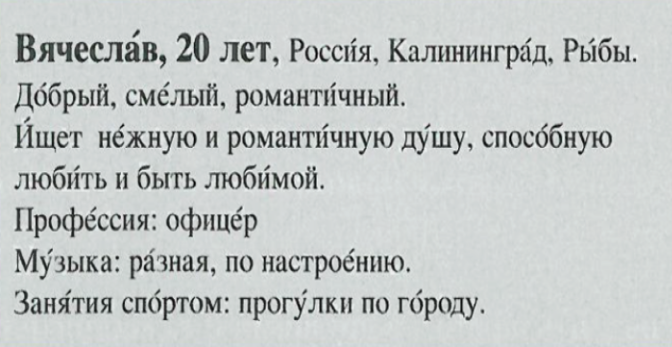 Вячесла́в, 20 лет, Росси́я, Калинингра́д, Ры́бы.
До́брый, сме́лый, романти́чный.
И́щет не́жную и романти́чную ду́шу, спосо́бную
люби́ть и быть люби́мой.
Профе́ссия: офице́р
Му́зыка: ра́зная, по настрое́нию.
Заня́тия спо́ртом: прогу́лки по го́роду.